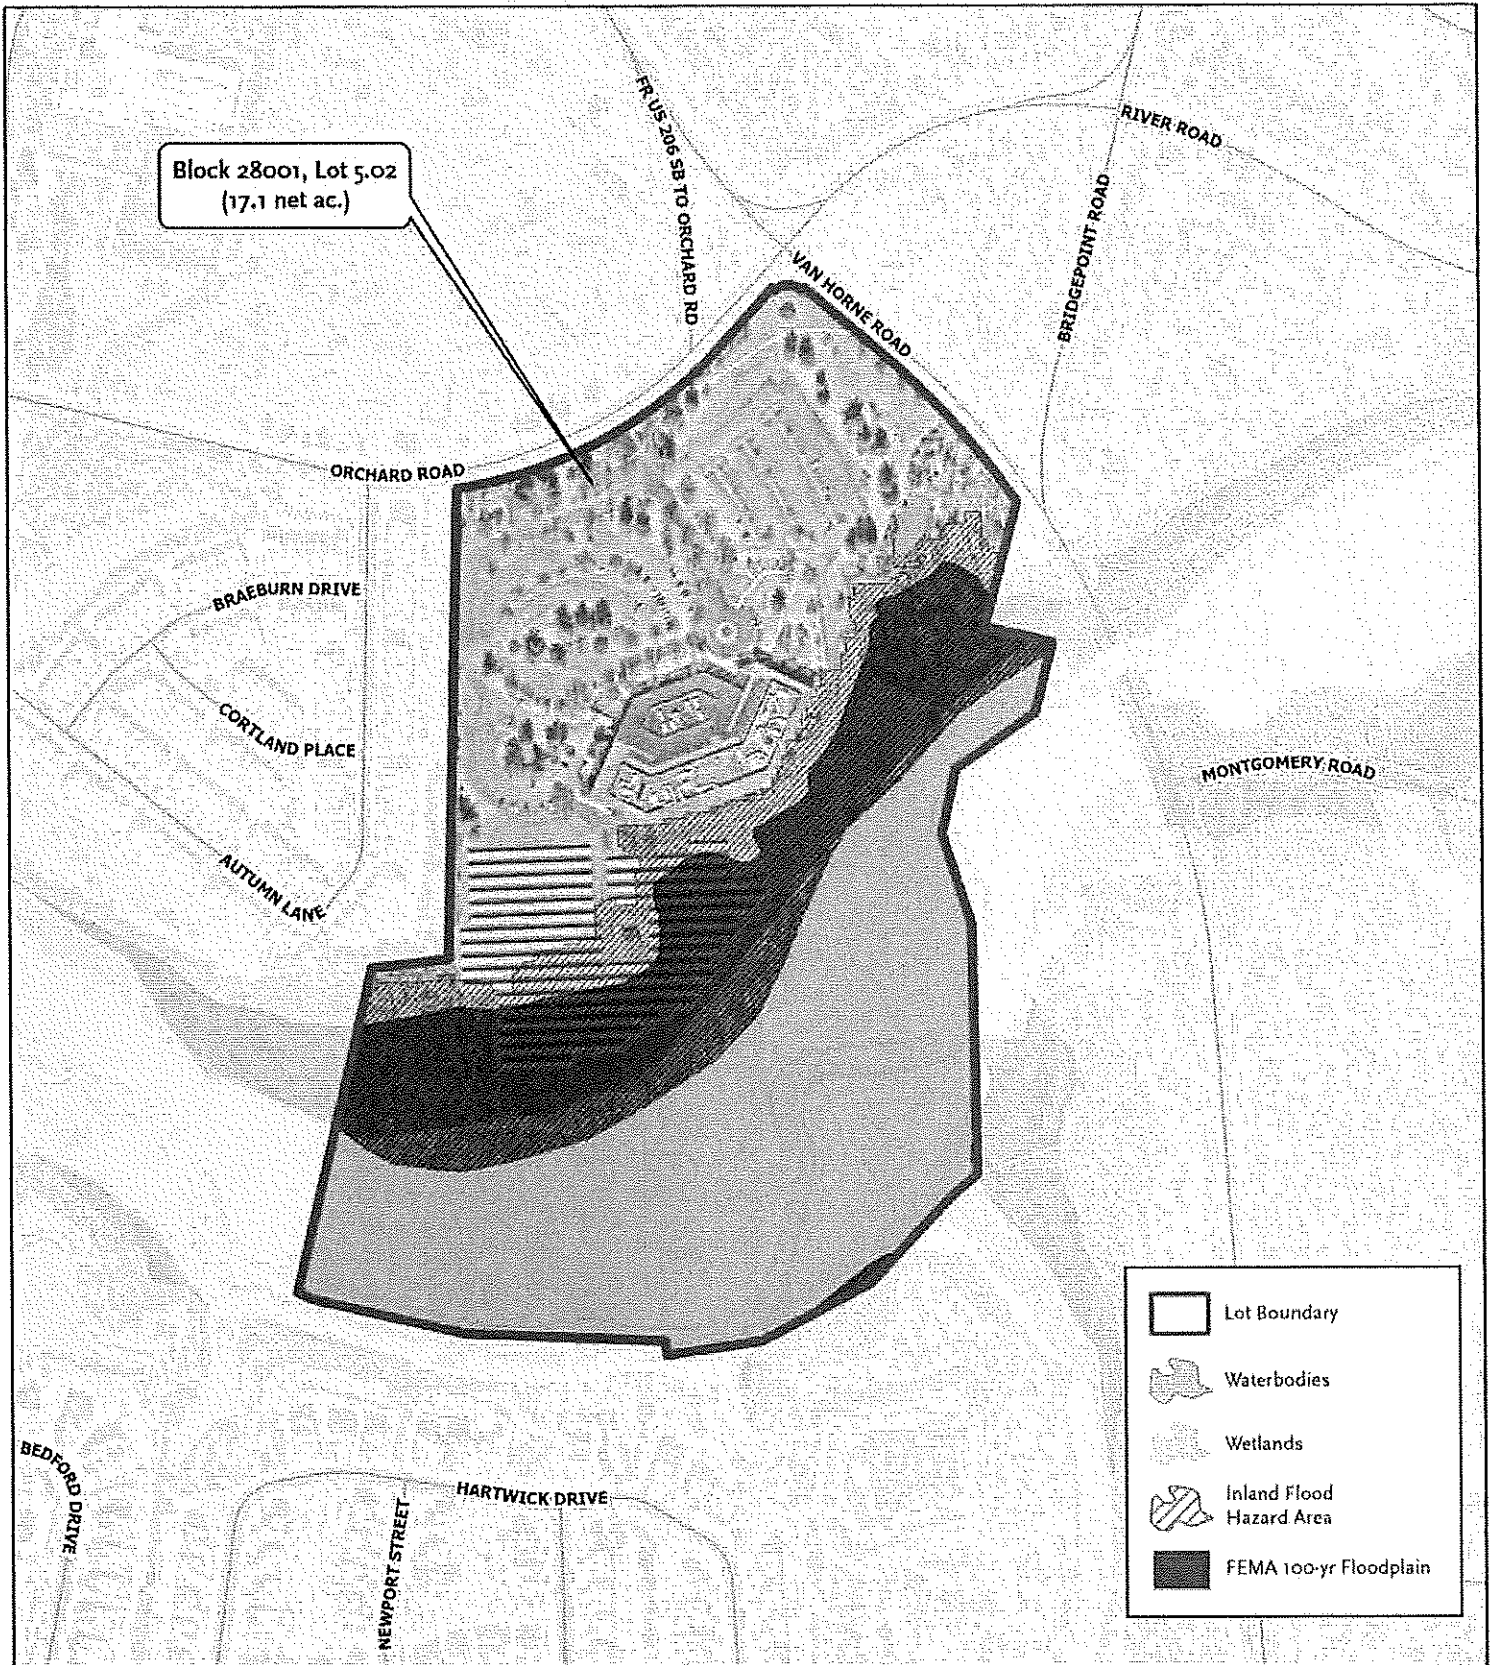 FR US 206 SB TO ORCHARD RD
RIVER ROAD
Block 28001, Lot 5.02
(17.1 net ac.)
BRIDGEPOINT ROAD
VAN HORNE ROAD
ORCHARD ROAD
BRAEBURN DRIVE
CORTLAND PLACE
MONTGOMERY ROAD
AUTUMN LANE
Lot Boundary
Waterbodies
Wetlands
Inland Flood
Hazard Area
FEMA 100-yr Floodplain
BEDFORD DRIVE
HARTWICK DRIVE
NEWPORT STREET